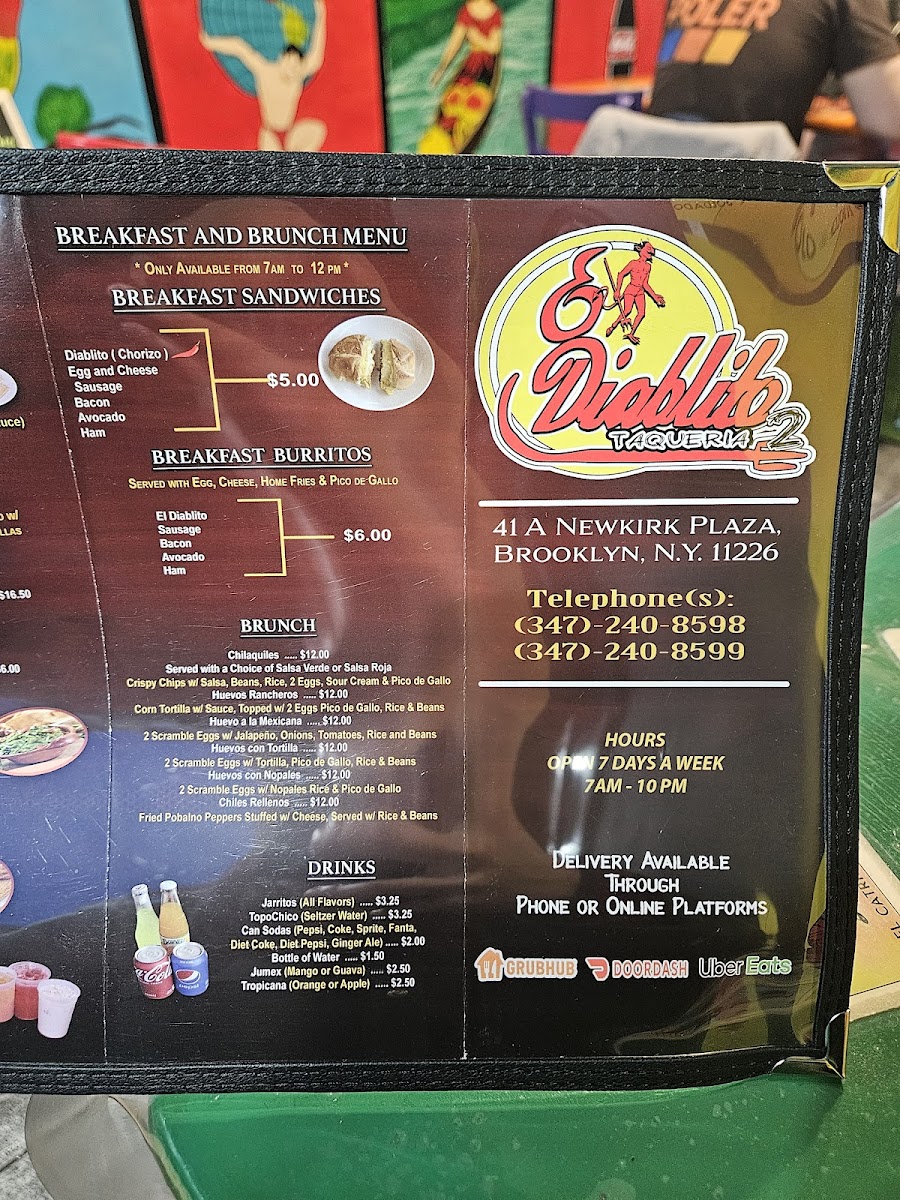 POLER
BREAKFAST AND BRUNCH MENU
* ONLY AVAILABLE FROM 7AM TO 12 PM *
BREAKFAST SANDWICHES
Diablito ( Chorizo )
Egg and Cheese
Sausage
Bacon
Avocado
Ham
$5.00
BREAKFAST BURRITOS
SERVED WITH EGG, CHEESE, HOME FRIES & PICO DE GALLO
El Diablito
Sausage
Bacon
Avocado
Ham
$6.00
BRUNCH
Chilaquiles ..... $12.00
Served with a Choice of Salsa Verde or Salsa Roja
Crispy Chips w/ Salsa, Beans, Rice, 2 Eggs, Sour Cream & Pico de Gallo
Huevos Rancheros ..... $12.00
Corn Tortilla w/ Sauce, Topped w/ 2 Eggs Pico de Gallo, Rice & Beans
Huevo a la Mexicana ..... $12.00
2 Scramble Eggs w/ Jalapeño, Onions, Tomatoes, Rice and Beans
Huevos con Tortilla ..... $12.00
2 Scramble Eggs w/ Tortilla, Pico de Gallo, Rice & Beans
Huevos con Nopales ..... $12.00
2 Scramble Eggs w/ Nopales Rice & Pico de Gallo
Chiles Rellenos ..... $12.00
Fried Pobalno Peppers Stuffed w/ Cheese, Served w/ Rice & Beans
DRINKS
Jarritos (All Flavors) ..... $3.25
TopoChico (Seltzer Water) ..... $3.25
Can Sodas (Pepsi, Coke, Sprite, Fanta,
Diet Coke, Diet Pepsi, Ginger Ale) ..... $2.00
Bottle of Water ..... $1.50
Jumex (Mango or Guava) ..... $2.50
Tropicana (Orange or Apple) ..... $2.50
El
Diablito
TAQUERIA 2
41 A NEWKIRK PLAZA,
BROOKLYN, N.Y. 11226
Telephone(s):
(347)-240-8598
(347)-240-8599
HOURS
OPEN 7 DAYS A WEEK
7AM - 10 PM
DELIVERY AVAILABLE
THROUGH
PHONE OR ONLINE PLATFORMS
GRUBHUB DOORDASH Uber Eats
w/
$16.50